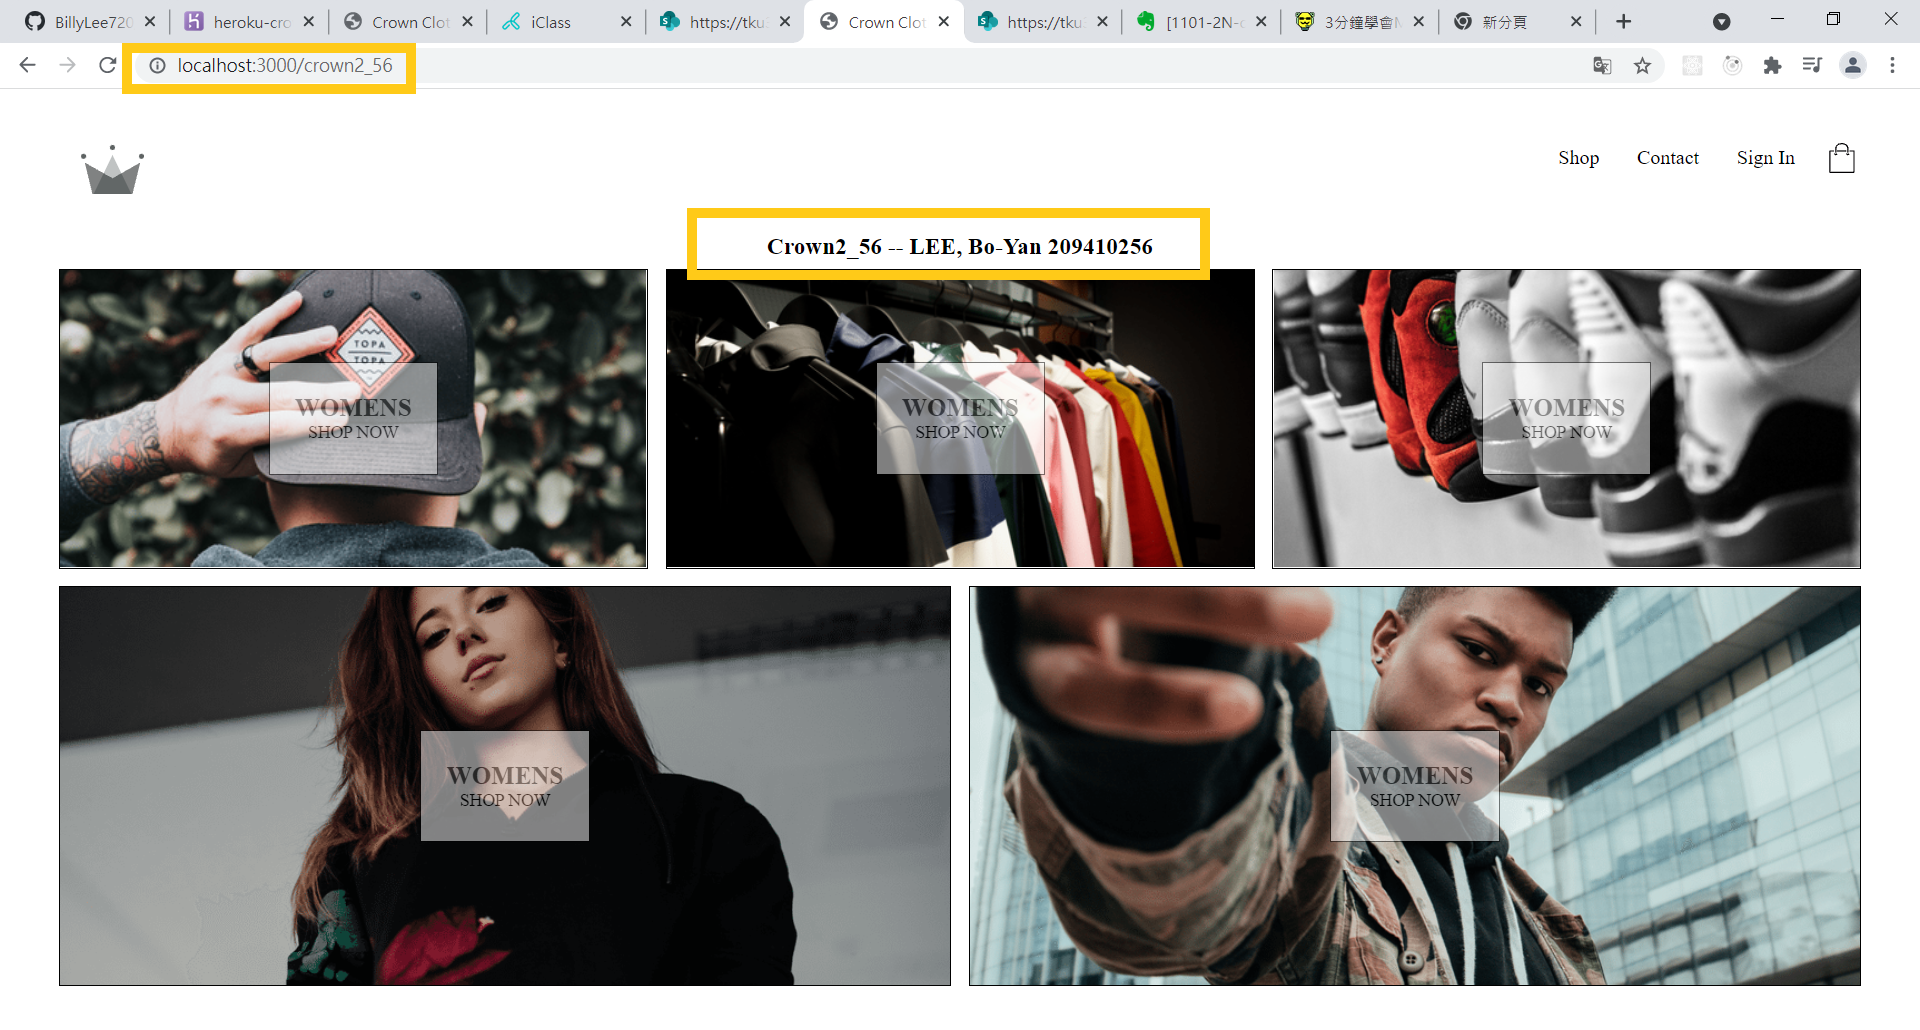 BillyLee720
heroku-cro
Crown Clot
iClass
https://tku
Crown Clot
https://tku
[1101-2N-
3分鐘學會
新分頁
localhost:3000/crown2_56
Shop
Contact
Sign In
Crown2_56 -- LEE, Bo-Yan 209410256
TOPA
TOPA
WOMENS
SHOP NOW
WOMENS
SHOP NOW
WOMENS
SHOP NOW
WOMENS
SHOP NOW
WOMENS
SHOP NOW